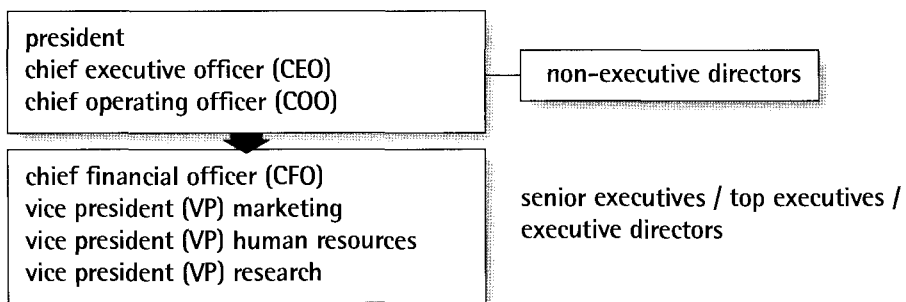 president
chief executive officer (CEO)
chief operating officer (COO)
non-executive directors
chief financial officer (CFO)
vice president (VP) marketing
vice president (VP) human resources
vice president (VP) research
senior executives / top executives /
executive directors